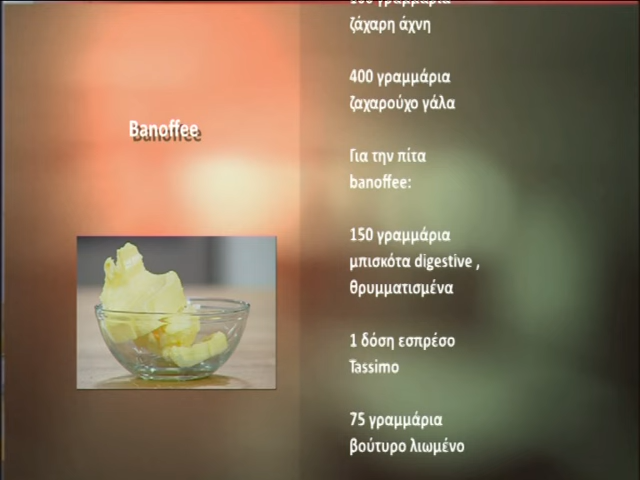 Banoffee
ζάχαρη άχνη
400 γραμμάρια
ζαχαρούχο γάλα
Για την πίτα
banoffee:
150 γραμμάρια
μπισκότα digestive ,
θρυμματισμένα
1 δόση εσπρέσο
Tassimo
75 γραμμάρια
βούτυρο λιωμένο